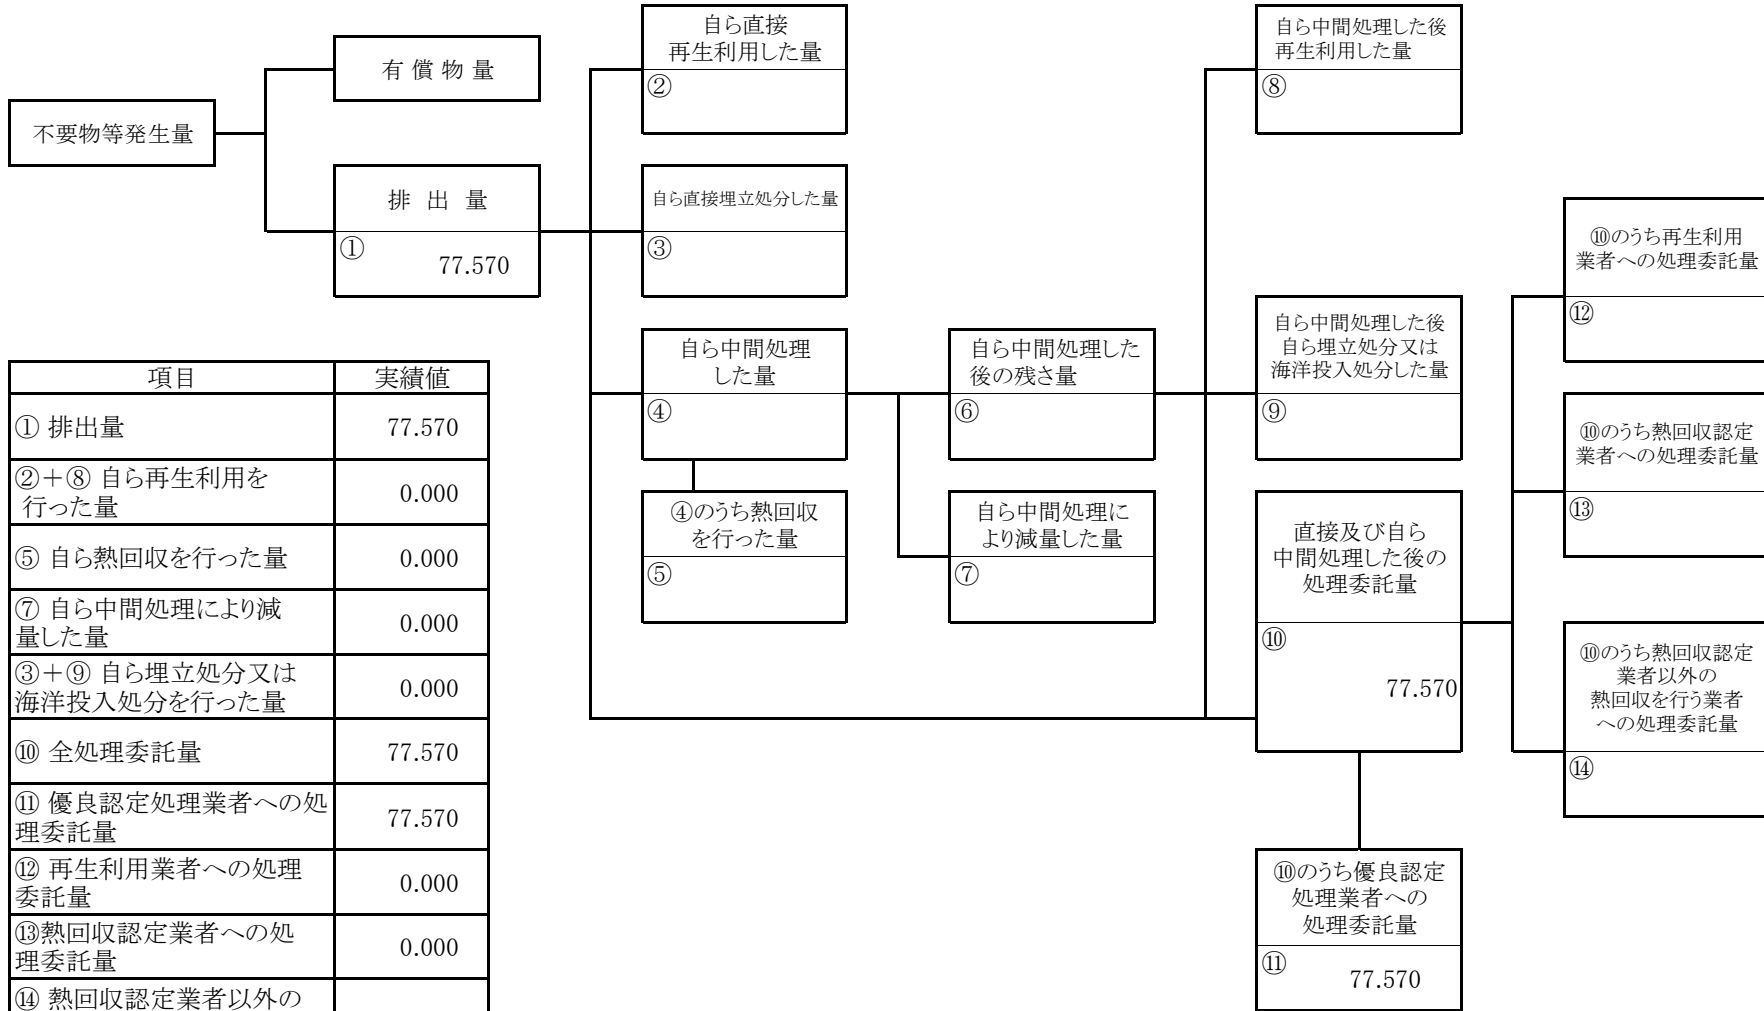 不要物等発生量
有 償 物 量
排 出 量
①
77.570
自ら直接
再生利用した量
②
自ら直接埋立処分した量
③
自ら中間処理
した量
④
④のうち熱回収
を行った量
⑤
自ら中間処理した
後の残さ量
⑥
自ら中間処理に
より減量した量
⑦
自ら中間処理した後
再生利用した量
⑧
自ら中間処理した後
自ら埋立処分又は
海洋投入処分した量
⑨
直接及び自ら
中間処理した後の
処理委託量
⑩
77.570
⑩のうち優良認定
処理業者への
処理委託量
⑪
77.570
⑩のうち再生利用
業者への処理委託量
⑫
⑩のうち熱回収認定
業者への処理委託量
⑬
⑩のうち熱回収認定
業者以外の
熱回収を行う業者
への処理委託量
⑭
項目 実績値
① 排出量 77.570
②+⑧ 自ら再生利用を
行った量 0.000
⑤ 自ら熱回収を行った量 0.000
⑦ 自ら中間処理により減
量した量 0.000
③+⑨ 自ら埋立処分又は
海洋投入処分を行った量 0.000
⑩ 全処理委託量 77.570
⑪ 優良認定処理業者への処
理委託量 77.570
⑫ 再生利用業者への処理
委託量 0.000
⑬熱回収認定業者への処
理委託量 0.000
⑭ 熱回収認定業者以外の